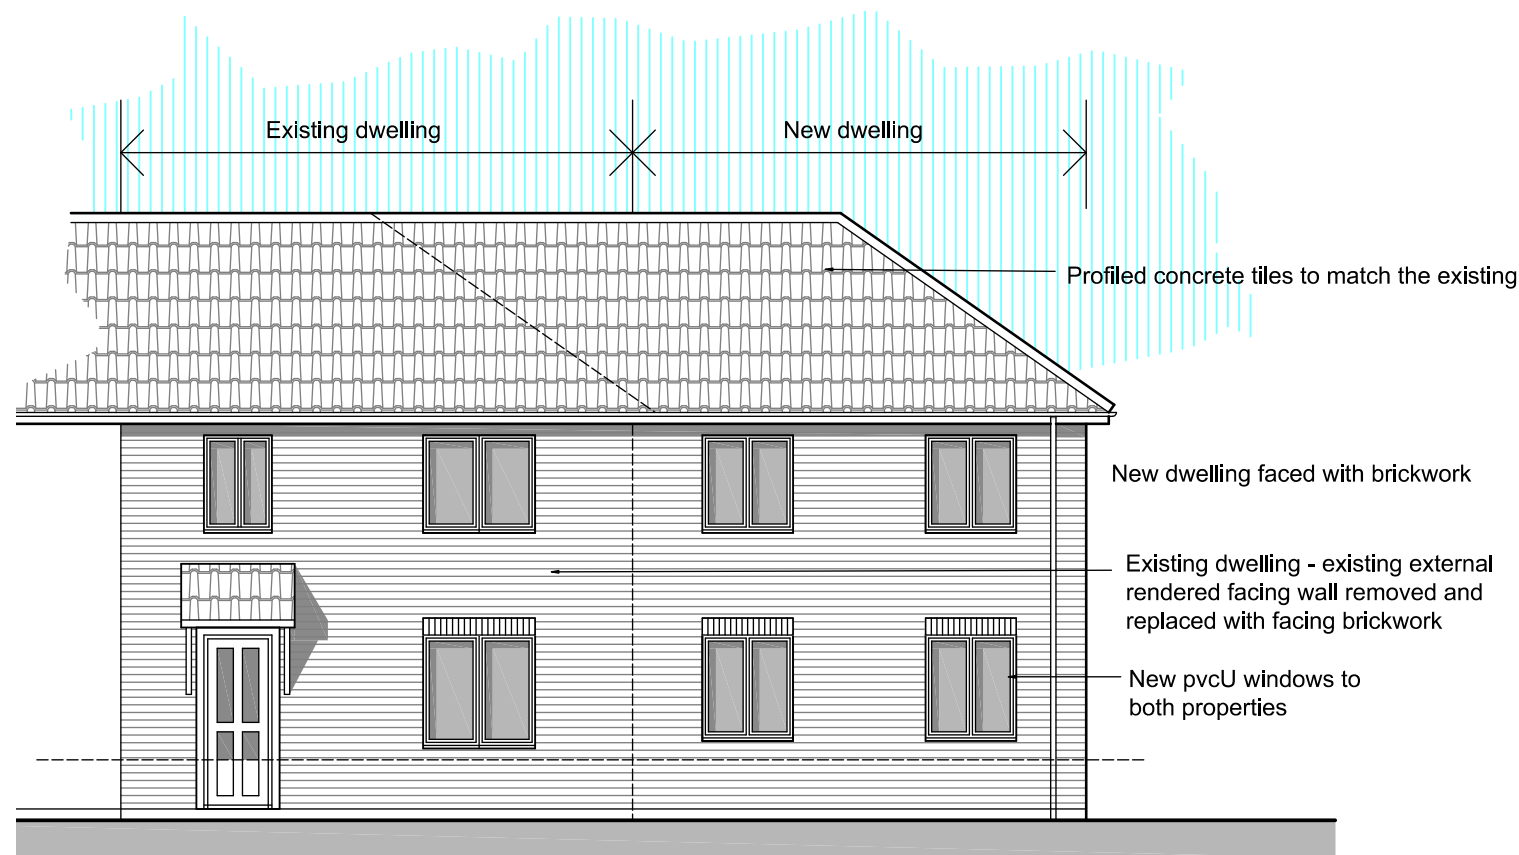 Existing dwelling
New dwelling
Profiled concrete tiles to match the existing
New dwelling faced with brickwork
Existing dwelling - existing external
rendered facing wall removed and
replaced with facing brickwork
New pvcU windows to
both properties